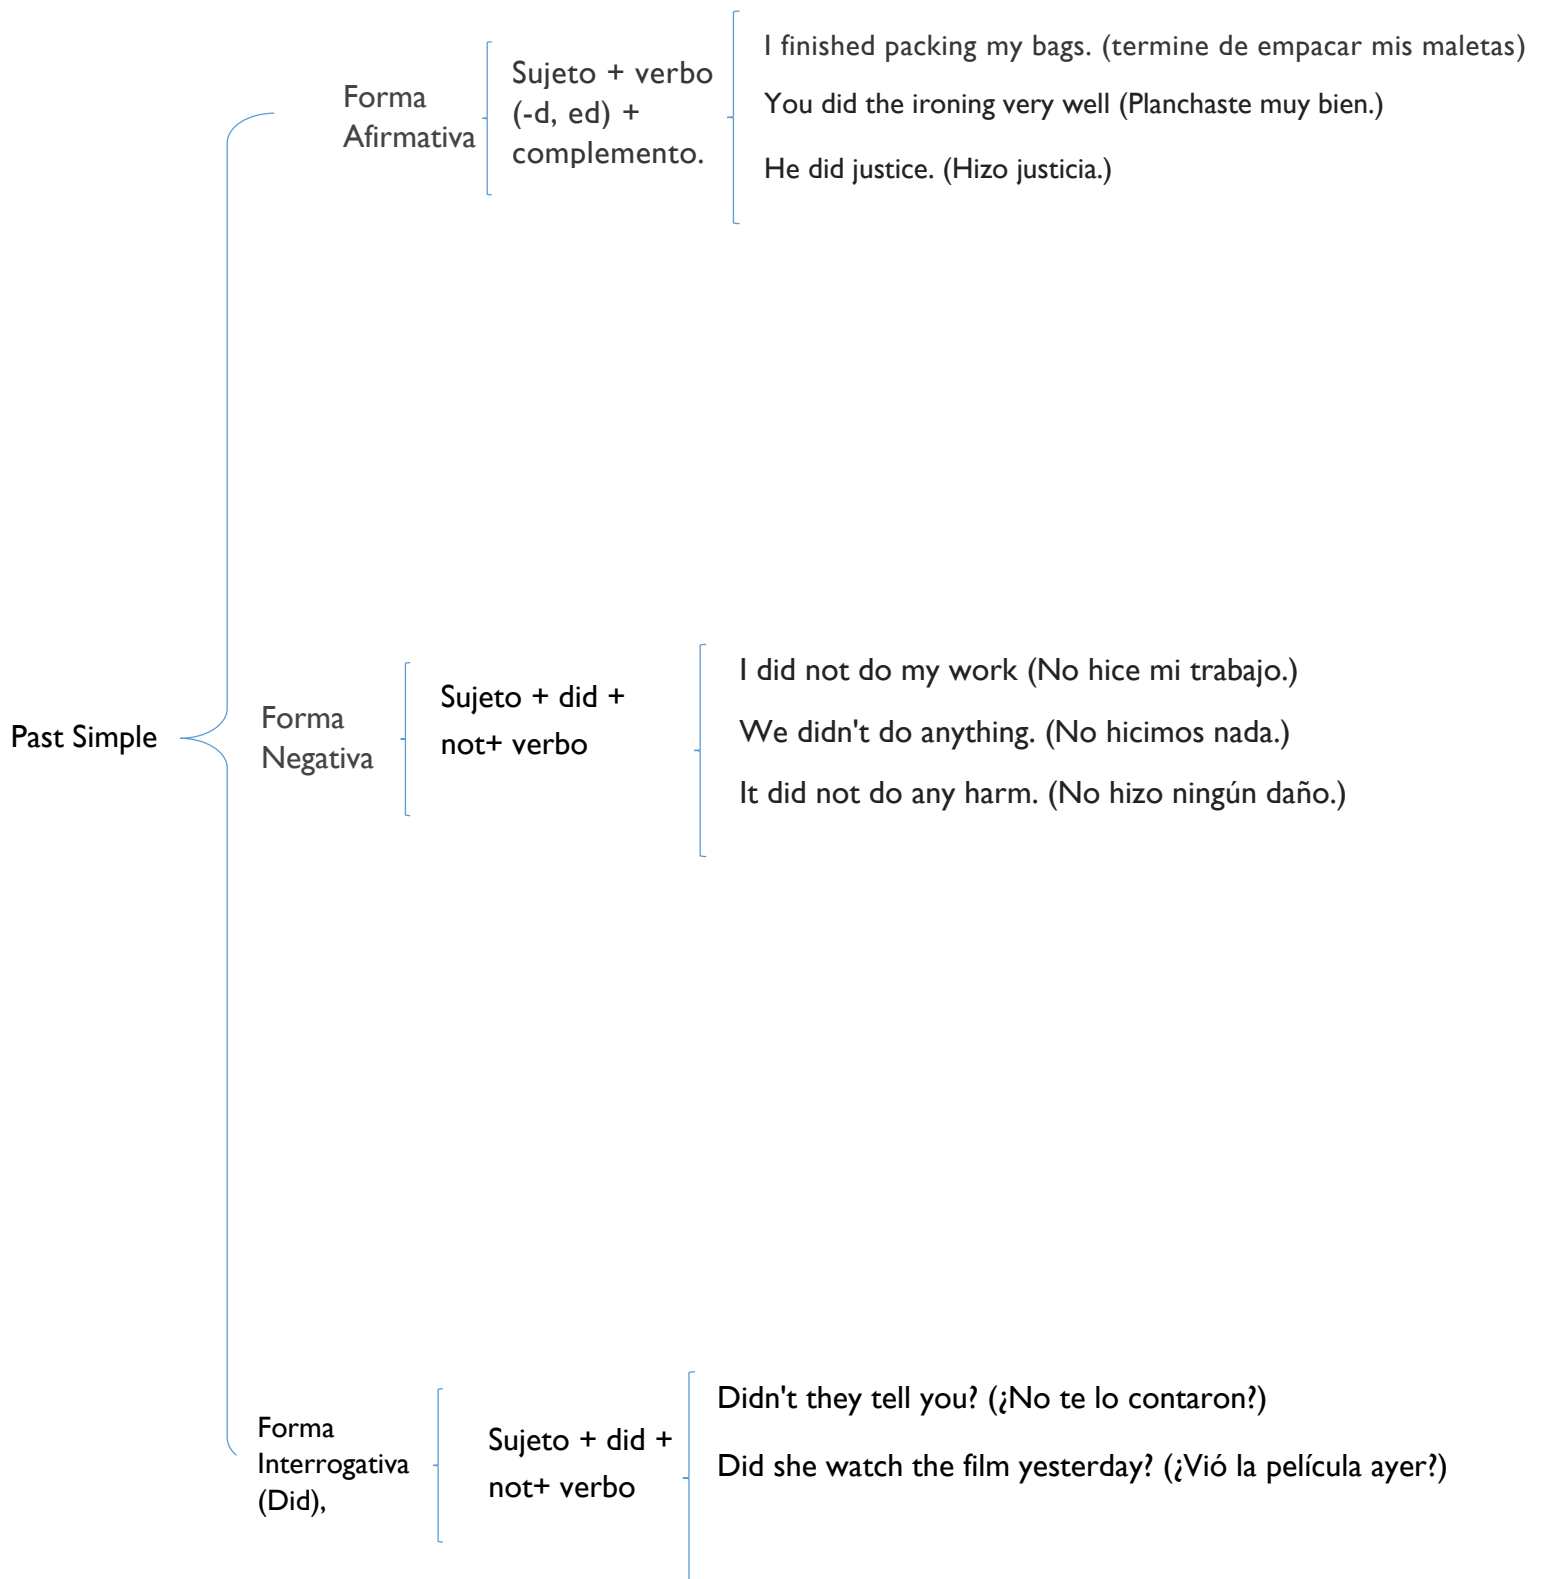 Past Simple
Forma
Afirmativa
Sujeto + verbo
(-d, ed) +
complemento.
I finished packing my bags. (termine de empacar mis maletas)
You did the ironing very well (Planchaste muy bien.)
He did justice. (Hizo justicia.)
Forma
Negativa
Sujeto + did +
not+ verbo
I did not do my work (No hice mi trabajo.)
We didn't do anything. (No hicimos nada.)
It did not do any harm. (No hizo ningún daño.)
Forma
Interrogativa
(Did),
Sujeto + did +
not+ verbo
Didn't they tell you? (¿No te lo contaron?)
Did she watch the film yesterday? (¿Vió la película ayer?)